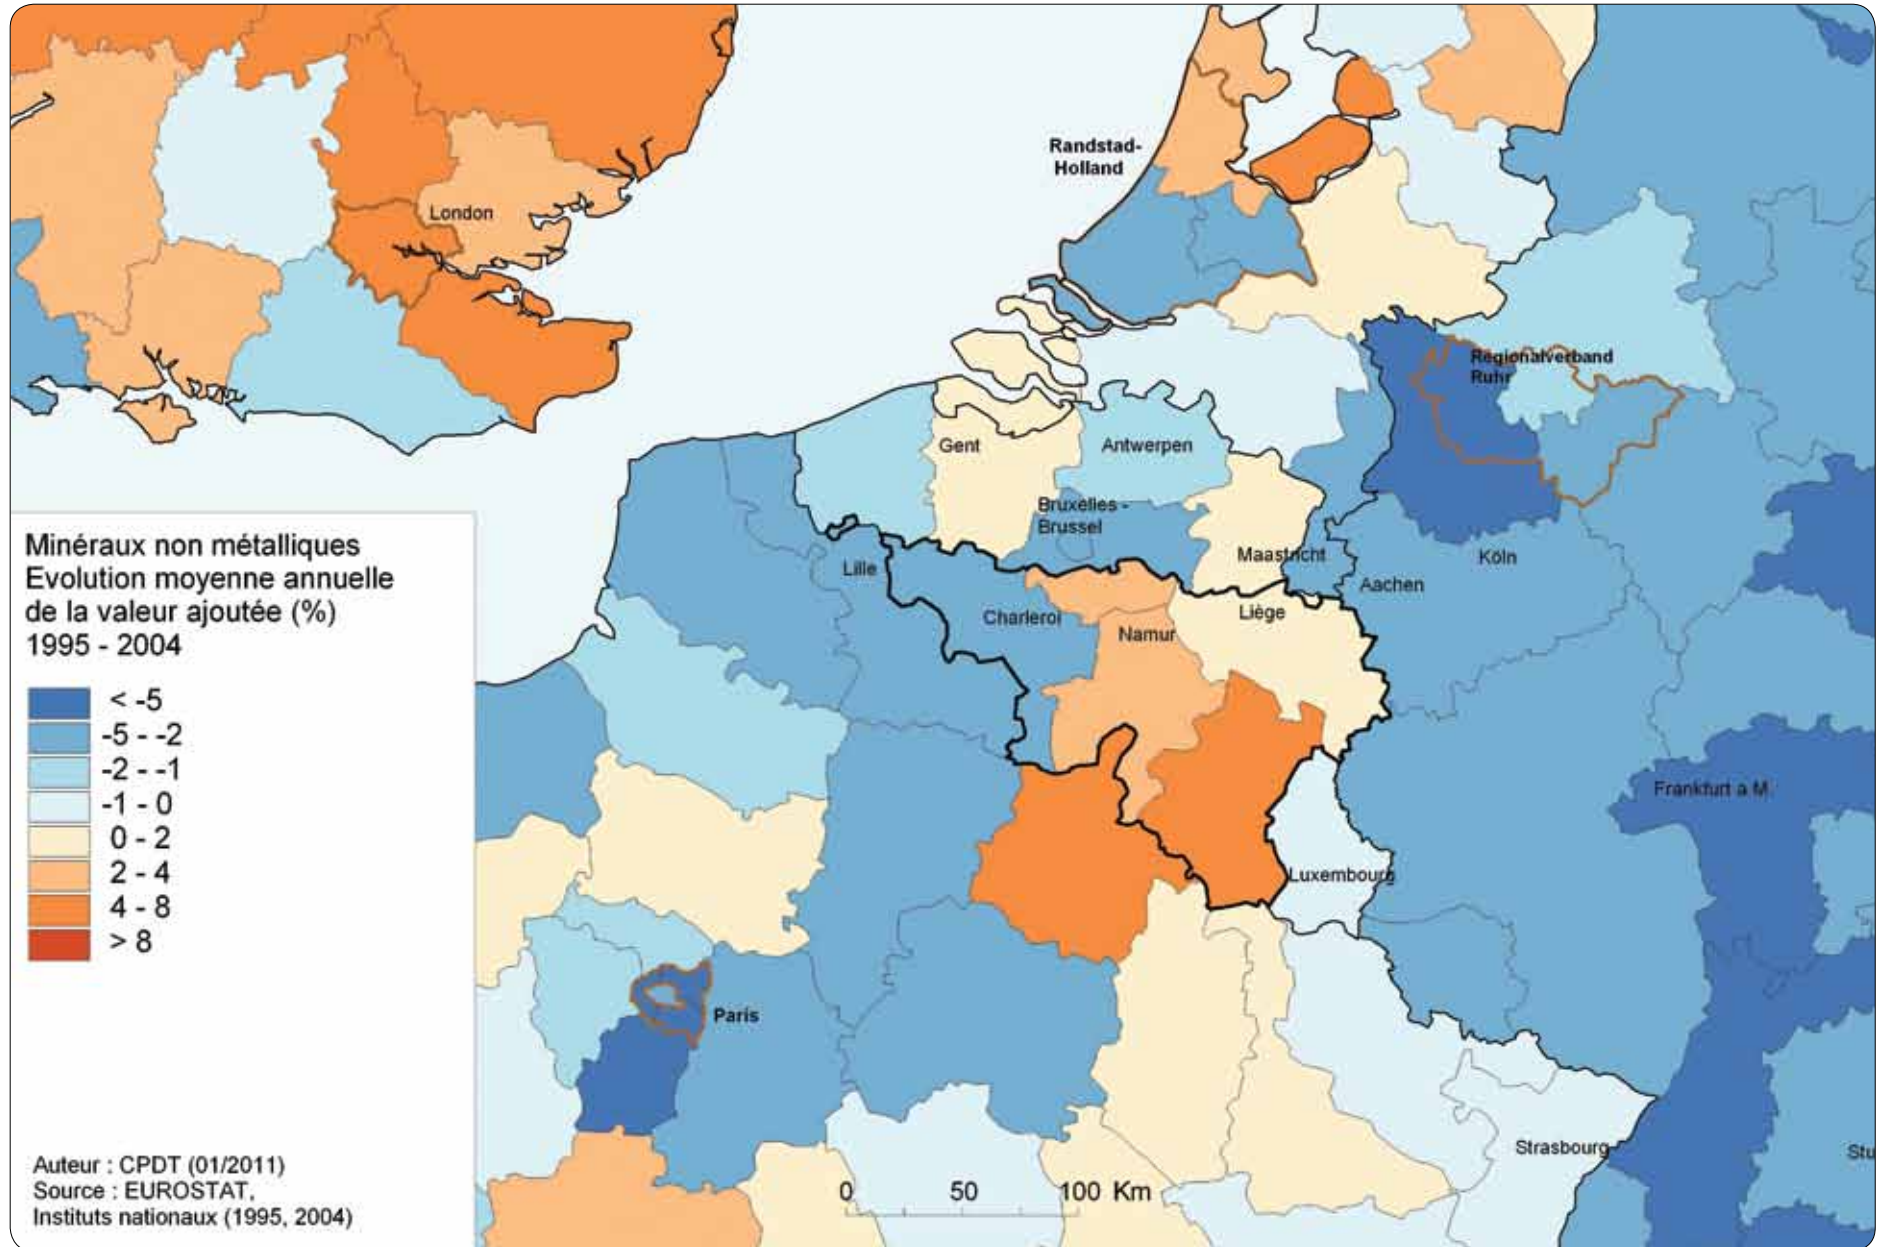 Randstad-
Holland
London
Regionalverband
Ruhr
Gent
Antwerpen
Bruxelles -
Brussel
Maastricht
Köln
Lille
Aachen
Charleroi
Liège
Namur
Frankfurt a M.
Luxembourg
Paris
Strasbourg
Stu
Minéraux non métalliques
Evolution moyenne annuelle
de la valeur ajoutée (%)
1995 - 2004
< -5
-5 - -2
-2 - -1
-1 - 0
0 - 2
2 - 4
4 - 8
> 8
Auteur : CPDT (01/2011)
Source : EUROSTAT,
Instituts nationaux (1995, 2004)
0 50 100 Km